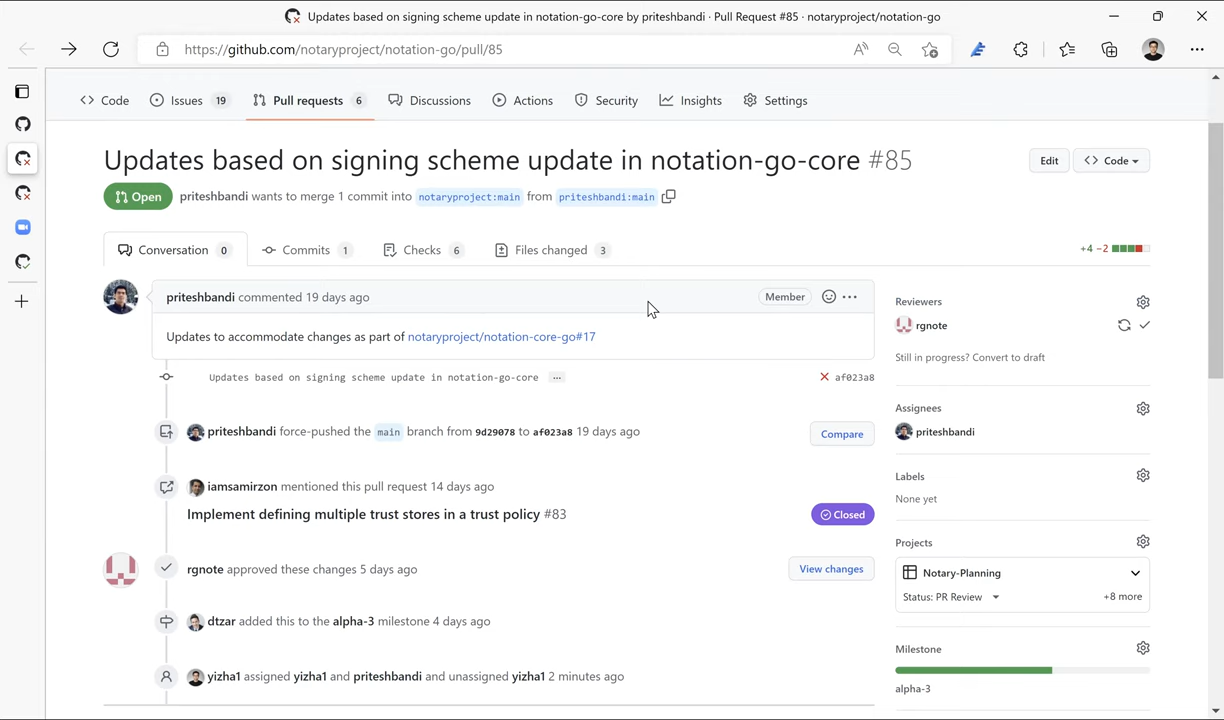 Updates based on signing scheme update in notation-go-core by priteshbandi · Pull Request #85 · notaryproject/notation-go
https://github.com/notaryproject/notation-go/pull/85
Code
Issues 19
Pull requests 6
Discussions
Actions
Security
Insights
Settings
Updates based on signing scheme update in notation-go-core #85
Edit
Code
Open
priteshbandi wants to merge 1 commit into notaryproject:main from priteshbandi:main
Conversation 0
Commits 1
Checks 6
Files changed 3
+4 −2
priteshbandi commented 19 days ago
Member
Updates to accommodate changes as part of notaryproject/notation-core-go#17
Updates based on signing scheme update in notation-go-core ...
af023a8
priteshbandi force-pushed the main branch from 9d29078 to af023a8 19 days ago
Compare
iamsamirzon mentioned this pull request 14 days ago
Implement defining multiple trust stores in a trust policy #83
Closed
rgnote approved these changes 5 days ago
View changes
dtzar added this to the alpha-3 milestone 4 days ago
yizha1 assigned yizha1 and priteshbandi and unassigned yizha1 2 minutes ago
Reviewers
rgnote
Still in progress? Convert to draft
Assignees
priteshbandi
Labels
None yet
Projects
Notary-Planning
Status: PR Review
+8 more
Milestone
alpha-3